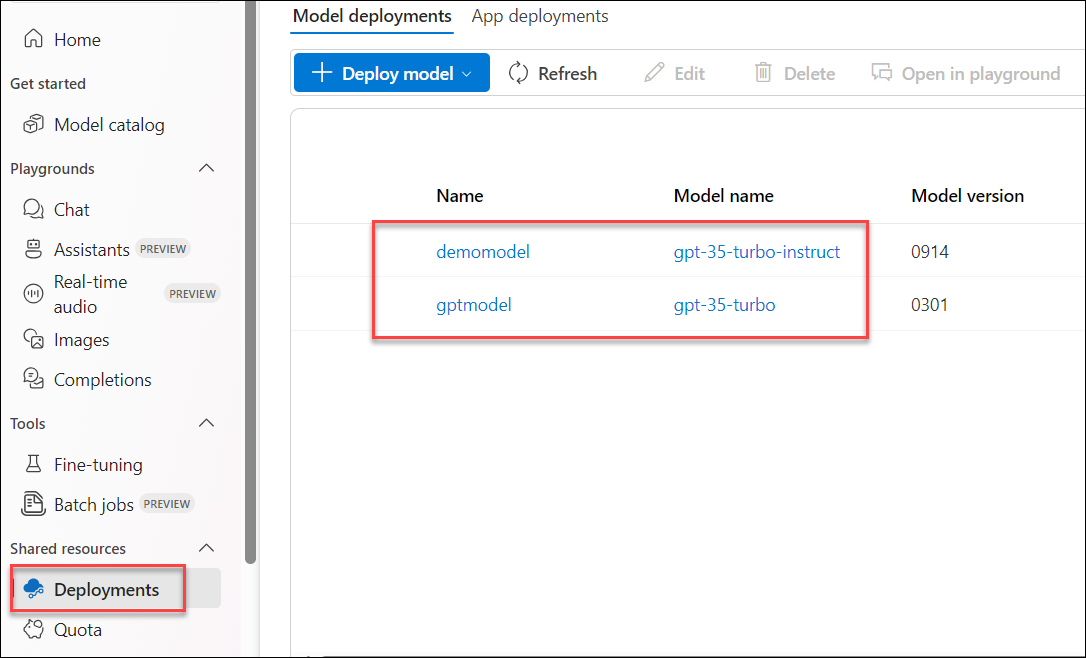 Home
Get started
Model catalog
Playgrounds
Chat
Assistants PREVIEW
Real-time
audio PREVIEW
Images
Completions
Tools
Fine-tuning
Batch jobs PREVIEW
Shared resources
Deployments
Quota
Model deployments App deployments
Deploy model Refresh Edit Delete Open in playground
Name Model name Model version
demomodel gpt-35-turbo-instruct 0914
gptmodel gpt-35-turbo 0301